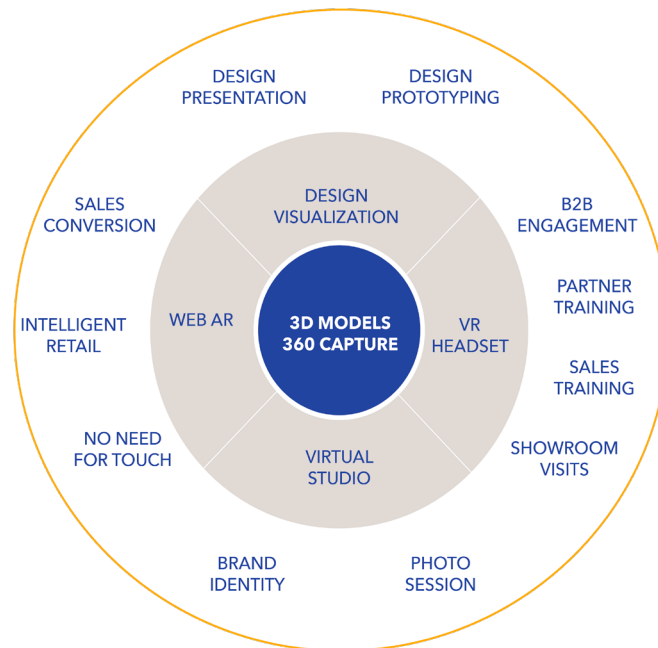 DESIGN
PRESENTATION
DESIGN
PROTOTYPING
DESIGN
VISUALIZATION
SALES
CONVERSION
B2B
ENGAGEMENT
PARTNER
TRAINING
INTELLIGENT
RETAIL
WEB AR
3D MODELS
360 CAPTURE
VR
HEADSET
SALES
TRAINING
NO NEED
FOR TOUCH
VIRTUAL
STUDIO
SHOWROOM
VISITS
BRAND
IDENTITY
PHOTO
SESSION